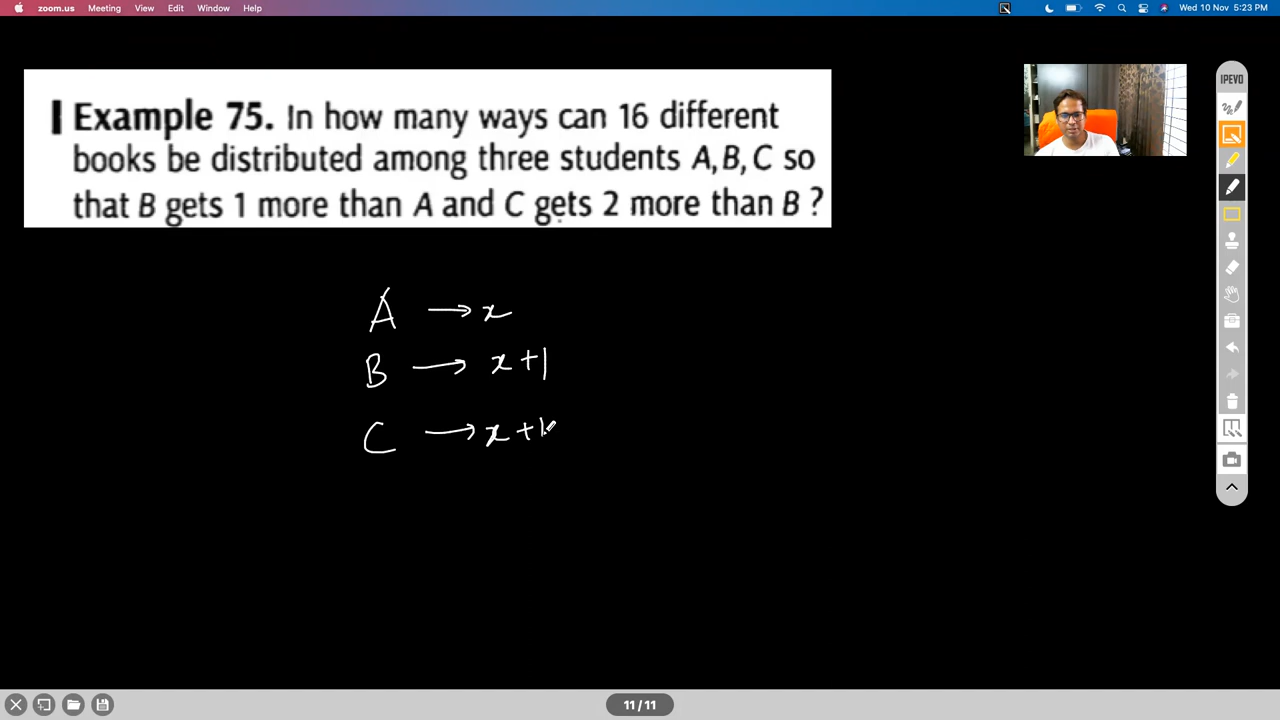 zoom.us Meeting View Edit Window Help Wed 10 Nov 5:23 PM
IPEVO
Example 75. In how many ways can 16 different
books be distributed among three students A, B, C so
that B gets 1 more than A and C gets 2 more than B ?
A → x
B → x+1
C → x+1
11/11